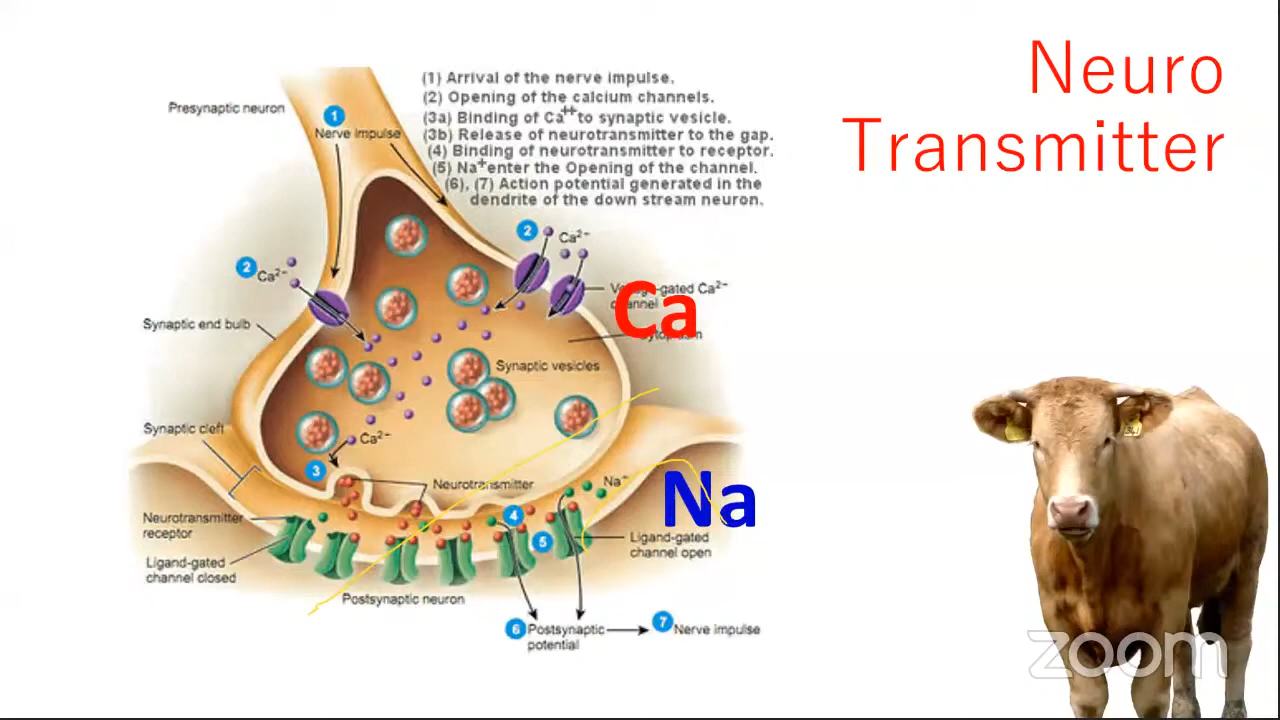 Neuro
Transmitter
(1) Arrival of the nerve impulse.
(2) Opening of the calcium channels.
(3a) Binding of Ca++ to synaptic vesicle.
(3b) Release of neurotransmitter to the gap.
(4) Binding of neurotransmitter to receptor.
(5) Na+ enter the Opening of the channel.
(6), (7) Action potential generated in the
dendrite of the down stream neuron.
Presynaptic neuron
1
Nerve impulse
2
Ca2−
2
Ca2−
gated Ca2−
Ca
Synaptic end bulb
Synaptic vesicles
Synaptic cleft
Ca2−
3
Neurotransmitter
Na+
Na
4
Neurotransmitter
receptor
5
Ligand-gated
channel open
Ligand-gated
channel closed
Postsynaptic neuron
6
Postsynaptic
potential
7
Nerve impulse
zoom